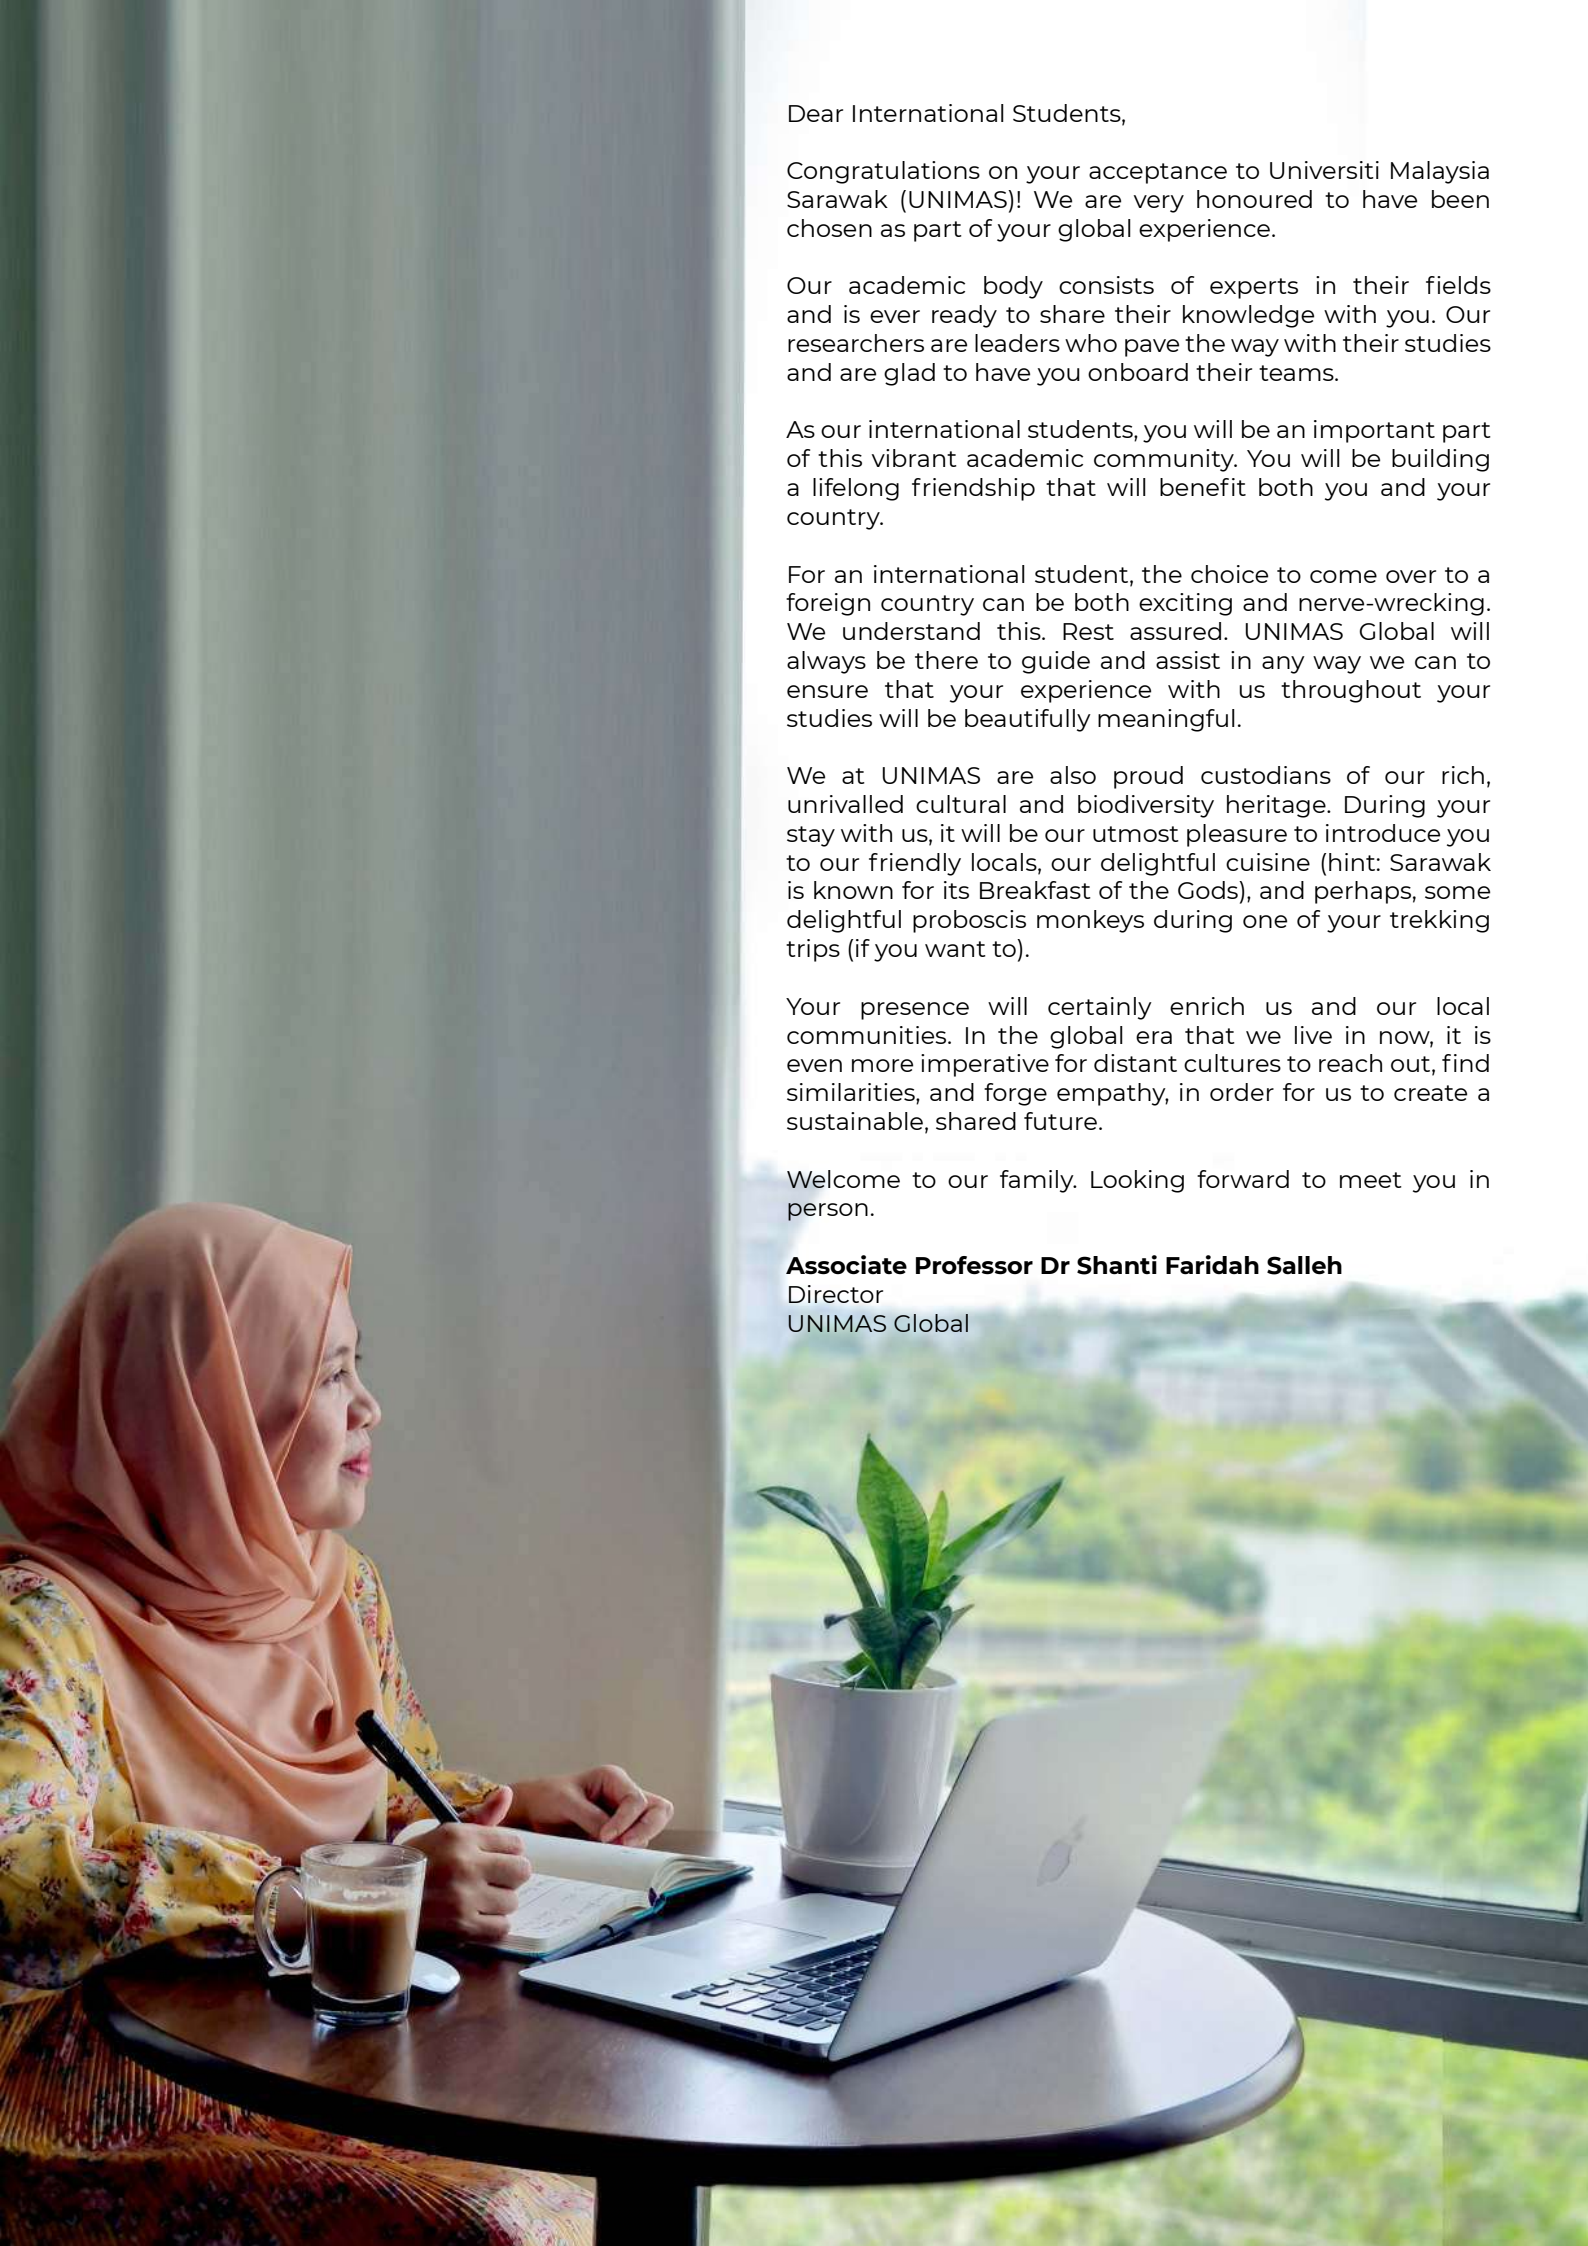 Dear International Students,
Congratulations on your acceptance to Universiti Malaysia
Sarawak (UNIMAS)! We are very honoured to have been
chosen as part of your global experience.
Our academic body consists of experts in their fields
and is ever ready to share their knowledge with you. Our
researchers are leaders who pave the way with their studies
and are glad to have you onboard their teams.
As our international students, you will be an important part
of this vibrant academic community. You will be building
a lifelong friendship that will benefit both you and your
country.
For an international student, the choice to come over to a
foreign country can be both exciting and nerve-wrecking.
We understand this. Rest assured. UNIMAS Global will
always be there to guide and assist in any way we can to
ensure that your experience with us throughout your
studies will be beautifully meaningful.
We at UNIMAS are also proud custodians of our rich,
unrivalled cultural and biodiversity heritage. During your
stay with us, it will be our utmost pleasure to introduce you
to our friendly locals, our delightful cuisine (hint: Sarawak
is known for its Breakfast of the Gods), and perhaps, some
delightful proboscis monkeys during one of your trekking
trips (if you want to).
Your presence will certainly enrich us and our local
communities. In the global era that we live in now, it is
even more imperative for distant cultures to reach out, find
similarities, and forge empathy, in order for us to create a
sustainable, shared future.
Welcome to our family. Looking forward to meet you in
person.
Associate Professor Dr Shanti Faridah Salleh
Director
UNIMAS Global